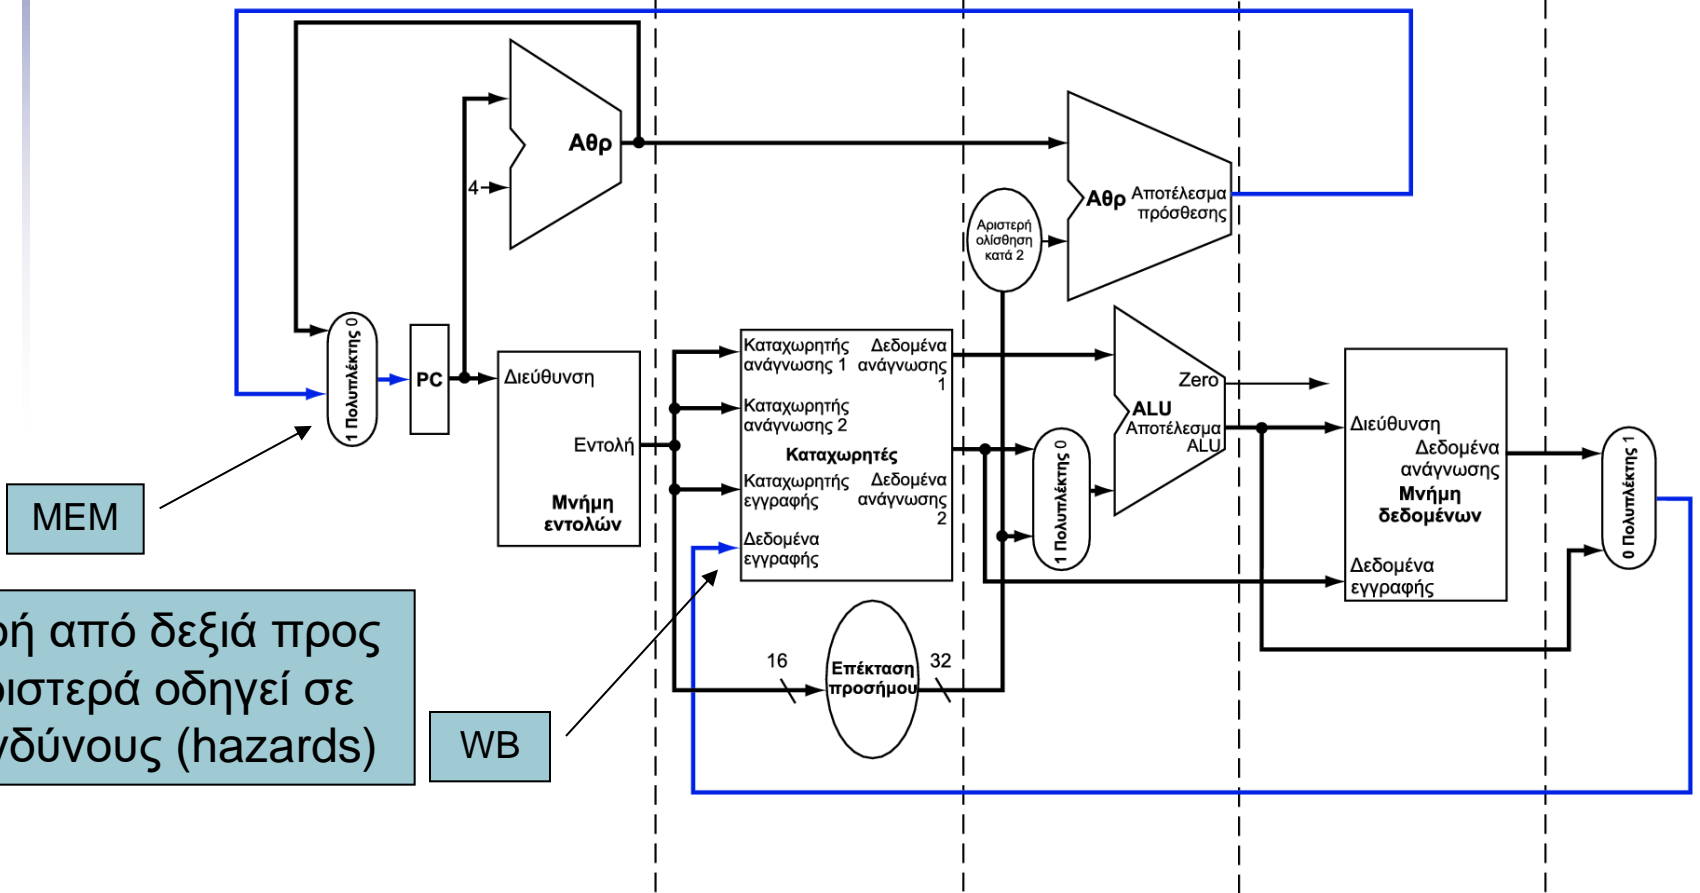 Αθρ
4
Αθρ
Αποτέλεσμα
πρόσθεσης
Αριστερή
ολίσθηση
κατά 2
1 Πολυπλέκτης 0
PC
Διεύθυνση
Εντολή
Μνήμη
εντολών
Καταχωρητής
ανάγνωσης 1
Δεδομένα
ανάγνωσης
1
Καταχωρητής
ανάγνωσης 2
Καταχωρητές
Καταχωρητής
εγγραφής
Δεδομένα
ανάγνωσης
2
Δεδομένα
εγγραφής
1 Πολυπλέκτης 0
Zero
ALU
Αποτέλεσμα
ALU
Διεύθυνση
Δεδομένα
ανάγνωσης
Μνήμη
δεδομένων
Δεδομένα
εγγραφής
0 Πολυπλέκτης 1
MEM
από δεξιά προς
οδηγεί σε
(hazards)
WB
16
Επέκταση
προσήμου
32